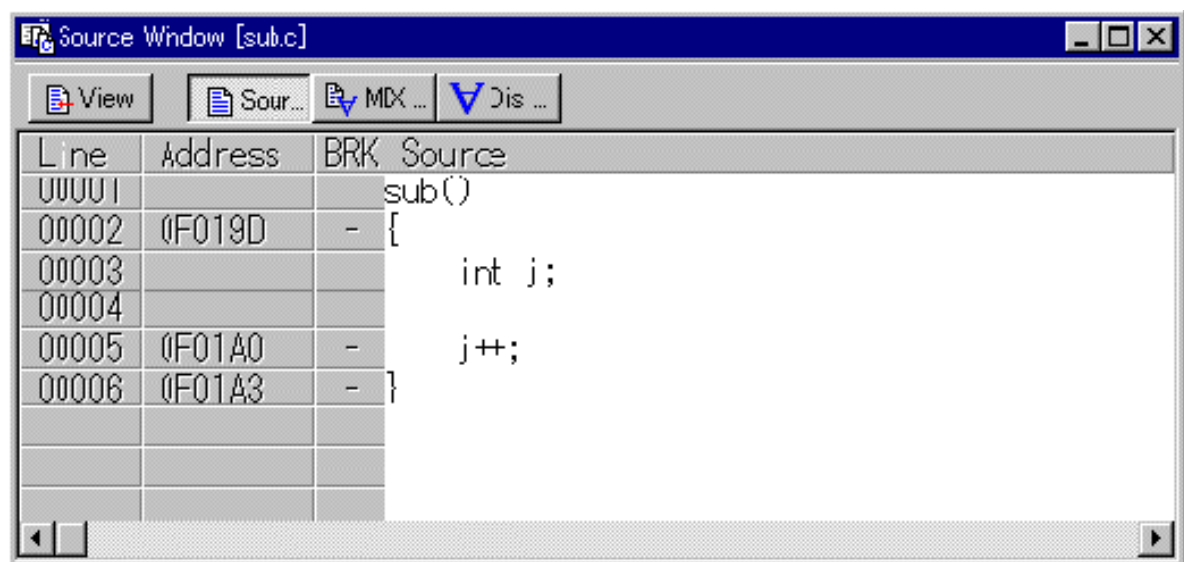 Source Window [sub.c]
View Sour... MIX ... Dis ...
Line Address BRK Source
00001 sub()
00002 0F019D - {
00003 int j;
00004
00005 0F01A0 - j++;
00006 0F01A3 - }